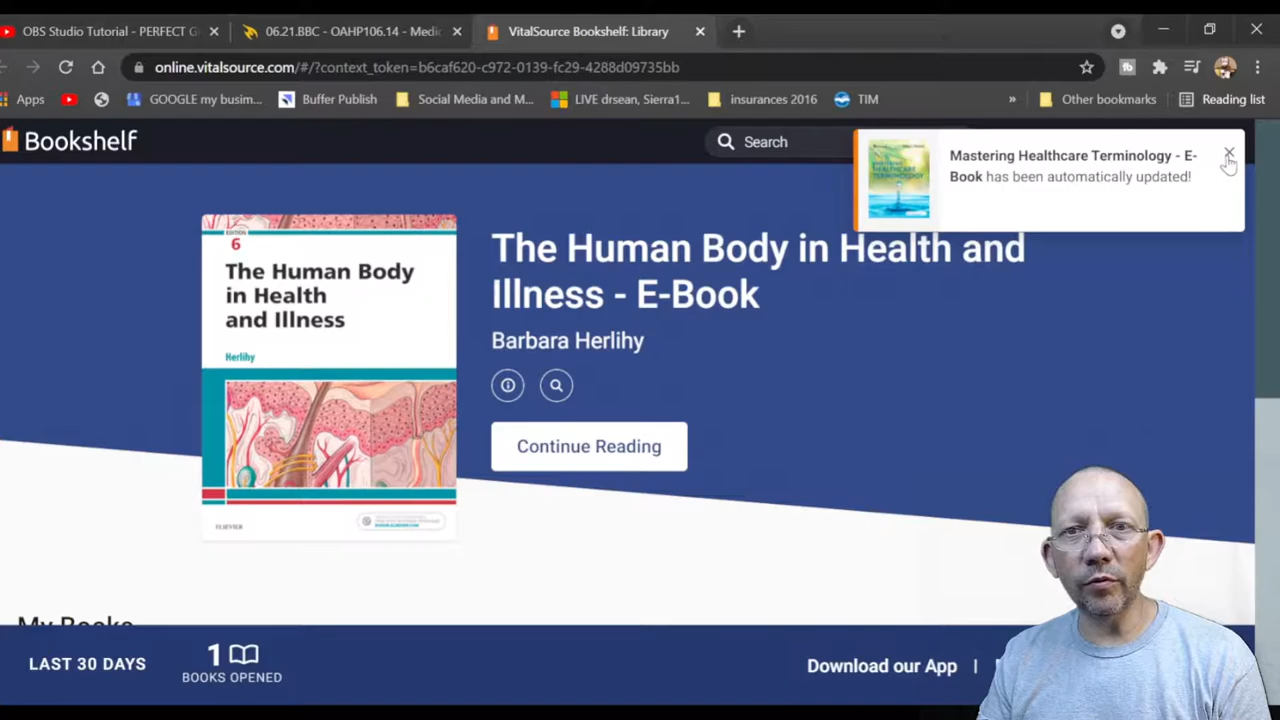 OBS Studio Tutorial - PERFECT G
06.21.BBC - OAHP106.14 - Medic
VitalSource Bookshelf: Library
online.vitalsource.com/#/?context_token=b6caf620-c972-0139-fc29-4288d09735bb
Apps
GOOGLE my busim...
Buffer Publish
Social Media and M...
LIVE drsean, Sierra1...
insurances 2016
TIM
»
Other bookmarks
Reading list
Bookshelf
Search
Mastering Healthcare Terminology - E-
Book has been automatically updated!
EDITION
6
The Human Body
in Health
and Illness
Herlihy
ELSEVIER
The Human Body in Health and
Illness - E-Book
Barbara Herlihy
Continue Reading
My Books
LAST 30 DAYS
1
BOOKS OPENED
Download our App |